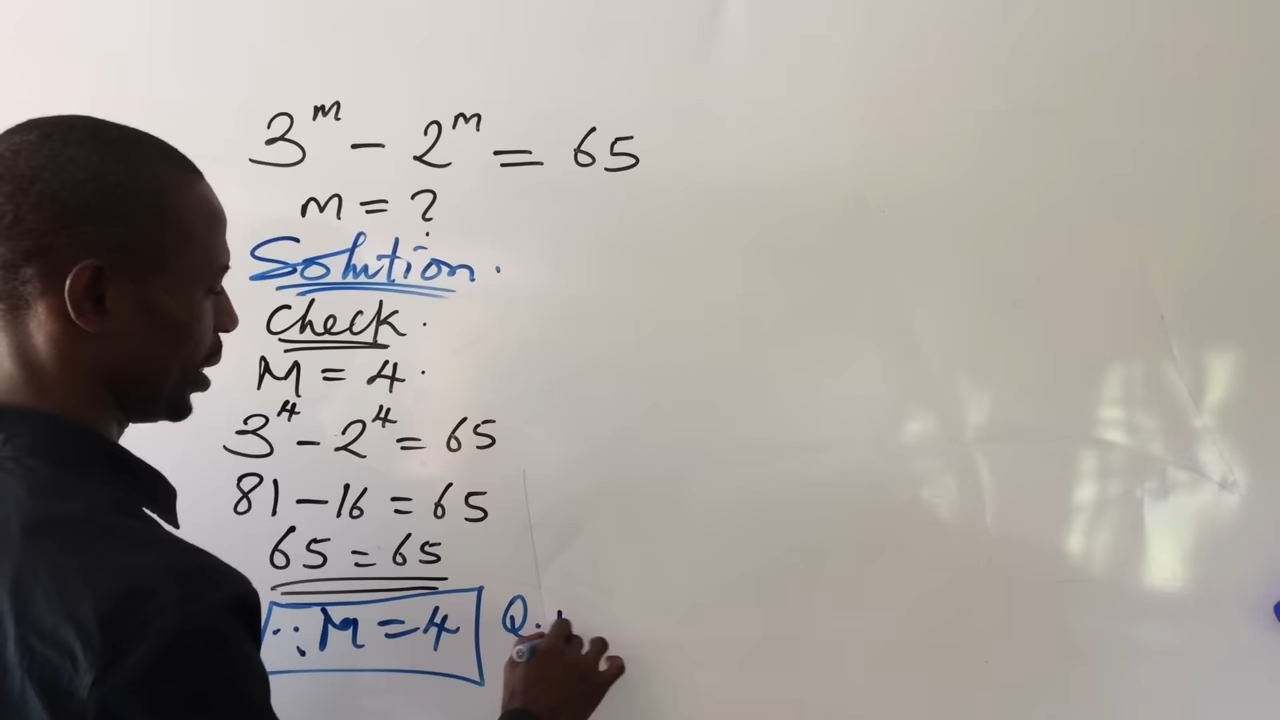 3^m - 2^m = 65
m = ?
Solution.
Check.
M = 4.
3^4 - 2^4 = 65
81 - 16 = 65
65 = 65
∴ M = 4 Q.